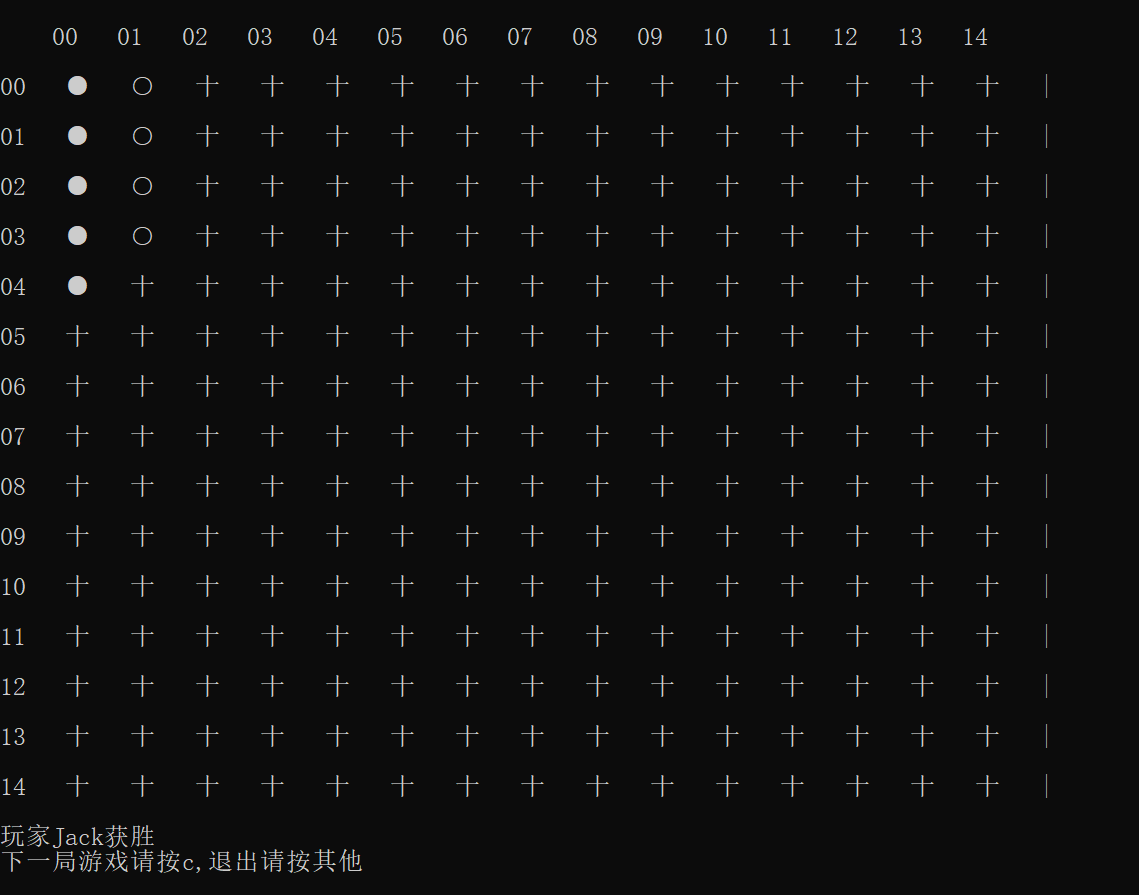 00 01 02 03 04 05 06 07 08 09 10 11 12 13 14
00 ● ○ 十 十 十 十 十 十 十 十 十 十 十 十 十 |
01 ● ○ 十 十 十 十 十 十 十 十 十 十 十 十 十 |
02 ● ○ 十 十 十 十 十 十 十 十 十 十 十 十 十 |
03 ● ○ 十 十 十 十 十 十 十 十 十 十 十 十 十 |
04 ● 十 十 十 十 十 十 十 十 十 十 十 十 十 十 |
05 十 十 十 十 十 十 十 十 十 十 十 十 十 十 十 |
06 十 十 十 十 十 十 十 十 十 十 十 十 十 十 十 |
07 十 十 十 十 十 十 十 十 十 十 十 十 十 十 十 |
08 十 十 十 十 十 十 十 十 十 十 十 十 十 十 十 |
09 十 十 十 十 十 十 十 十 十 十 十 十 十 十 十 |
10 十 十 十 十 十 十 十 十 十 十 十 十 十 十 十 |
11 十 十 十 十 十 十 十 十 十 十 十 十 十 十 十 |
12 十 十 十 十 十 十 十 十 十 十 十 十 十 十 十 |
13 十 十 十 十 十 十 十 十 十 十 十 十 十 十 十 |
14 十 十 十 十 十 十 十 十 十 十 十 十 十 十 十 |
玩家Jack获胜
下一局游戏请按c,退出请按其他